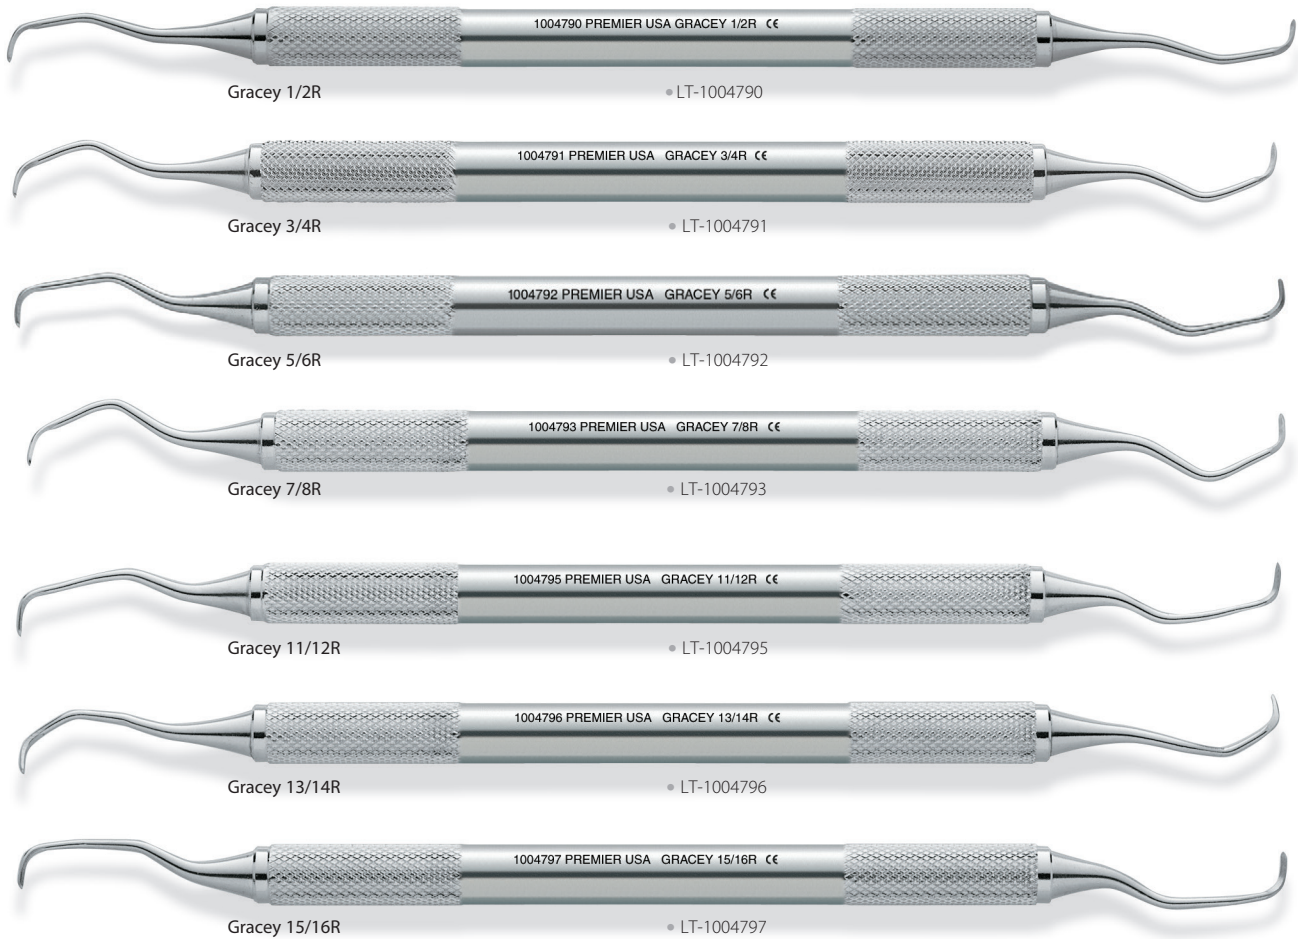 1004790 PREMIER USA GRACEY 1/2R CE
Gracey 1/2R • LT-1004790
1004791 PREMIER USA GRACEY 3/4R CE
Gracey 3/4R • LT-1004791
1004792 PREMIER USA GRACEY 5/6R CE
Gracey 5/6R • LT-1004792
1004793 PREMIER USA GRACEY 7/8R CE
Gracey 7/8R • LT-1004793
1004795 PREMIER USA GRACEY 11/12R CE
Gracey 11/12R • LT-1004795
1004796 PREMIER USA GRACEY 13/14R CE
Gracey 13/14R • LT-1004796
1004797 PREMIER USA GRACEY 15/16R CE
Gracey 15/16R • LT-1004797